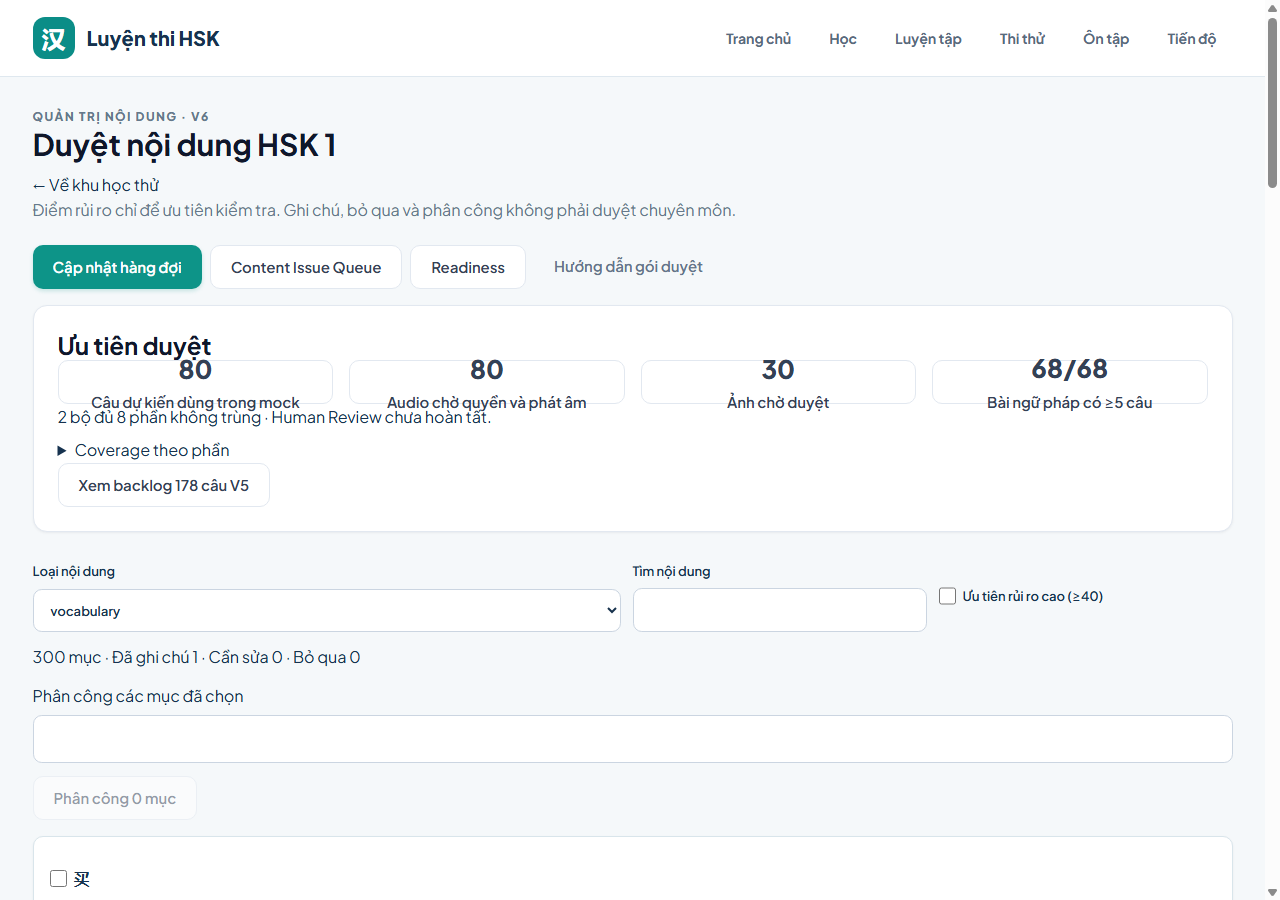 汉 Luyện thi HSK
Trang chủ Học Luyện tập Thi thử Ôn tập Tiến độ
QUẢN TRỊ NỘI DUNG · V6
Duyệt nội dung HSK 1
← Về khu học thử
Điểm rủi ro chỉ để ưu tiên kiểm tra. Ghi chú, bỏ qua và phân công không phải duyệt chuyên môn.
Cập nhật hàng đợi Content Issue Queue Readiness Hướng dẫn gói duyệt
Ưu tiên duyệt
80 80 30 68/68
Câu dự kiến dùng trong mock Audio chờ quyền và phát âm Ảnh chờ duyệt Bài ngữ pháp có ≥5 câu
2 bộ đủ 8 phần không trùng · Human Review chưa hoàn tất.
Coverage theo phần
Xem backlog 178 câu V5
Loại nội dung Tìm nội dung
vocabulary Ưu tiên rủi ro cao (≥40)
300 mục · Đã ghi chú 1 · Cần sửa 0 · Bỏ qua 0
Phân công các mục đã chọn
Phân công 0 mục
买